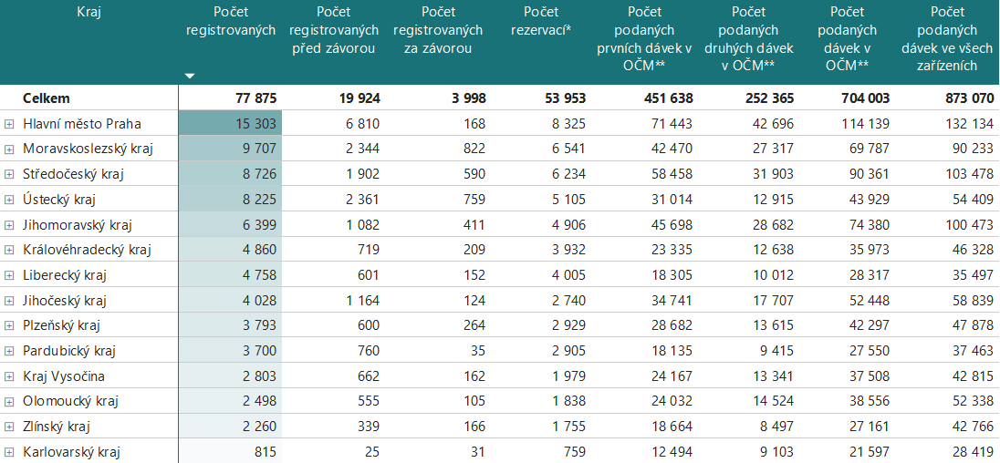 Kraj Počet registrovaných Počet registrovaných před závorou Počet registrovaných za závorou Počet rezervací* Počet podaných prvních dávek v OČM** Počet podaných druhých dávek v OČM** Počet podaných dávek v OČM** Počet podaných dávek ve všech zařízeních
Celkem 77 875 19 924 3 998 53 953 451 638 252 365 704 003 873 070
Hlavní město Praha 15 303 6 810 168 8 325 71 443 42 696 114 139 132 134
Moravskoslezský kraj 9 707 2 344 822 6 541 42 470 27 317 69 787 90 233
Středočeský kraj 8 726 1 902 590 6 234 58 458 31 903 90 361 103 478
Ústecký kraj 8 225 2 361 759 5 105 31 014 12 915 43 929 54 409
Jihomoravský kraj 6 399 1 082 411 4 906 45 698 28 682 74 380 100 473
Královéhradecký kraj 4 860 719 209 3 932 23 335 12 638 35 973 46 328
Liberecký kraj 4 758 601 152 4 005 18 305 10 012 28 317 35 497
Jihočeský kraj 4 028 1 164 124 2 740 34 741 17 707 52 448 58 839
Plzeňský kraj 3 793 600 264 2 929 28 682 13 615 42 297 47 878
Pardubický kraj 3 700 760 35 2 905 18 135 9 415 27 550 37 463
Kraj Vysočina 2 803 662 162 1 979 24 167 13 341 37 508 42 815
Olomoucký kraj 2 498 555 105 1 838 24 032 14 524 38 556 52 338
Zlínský kraj 2 260 339 166 1 755 18 664 8 497 27 161 42 766
Karlovarský kraj 815 25 31 759 12 494 9 103 21 597 28 419